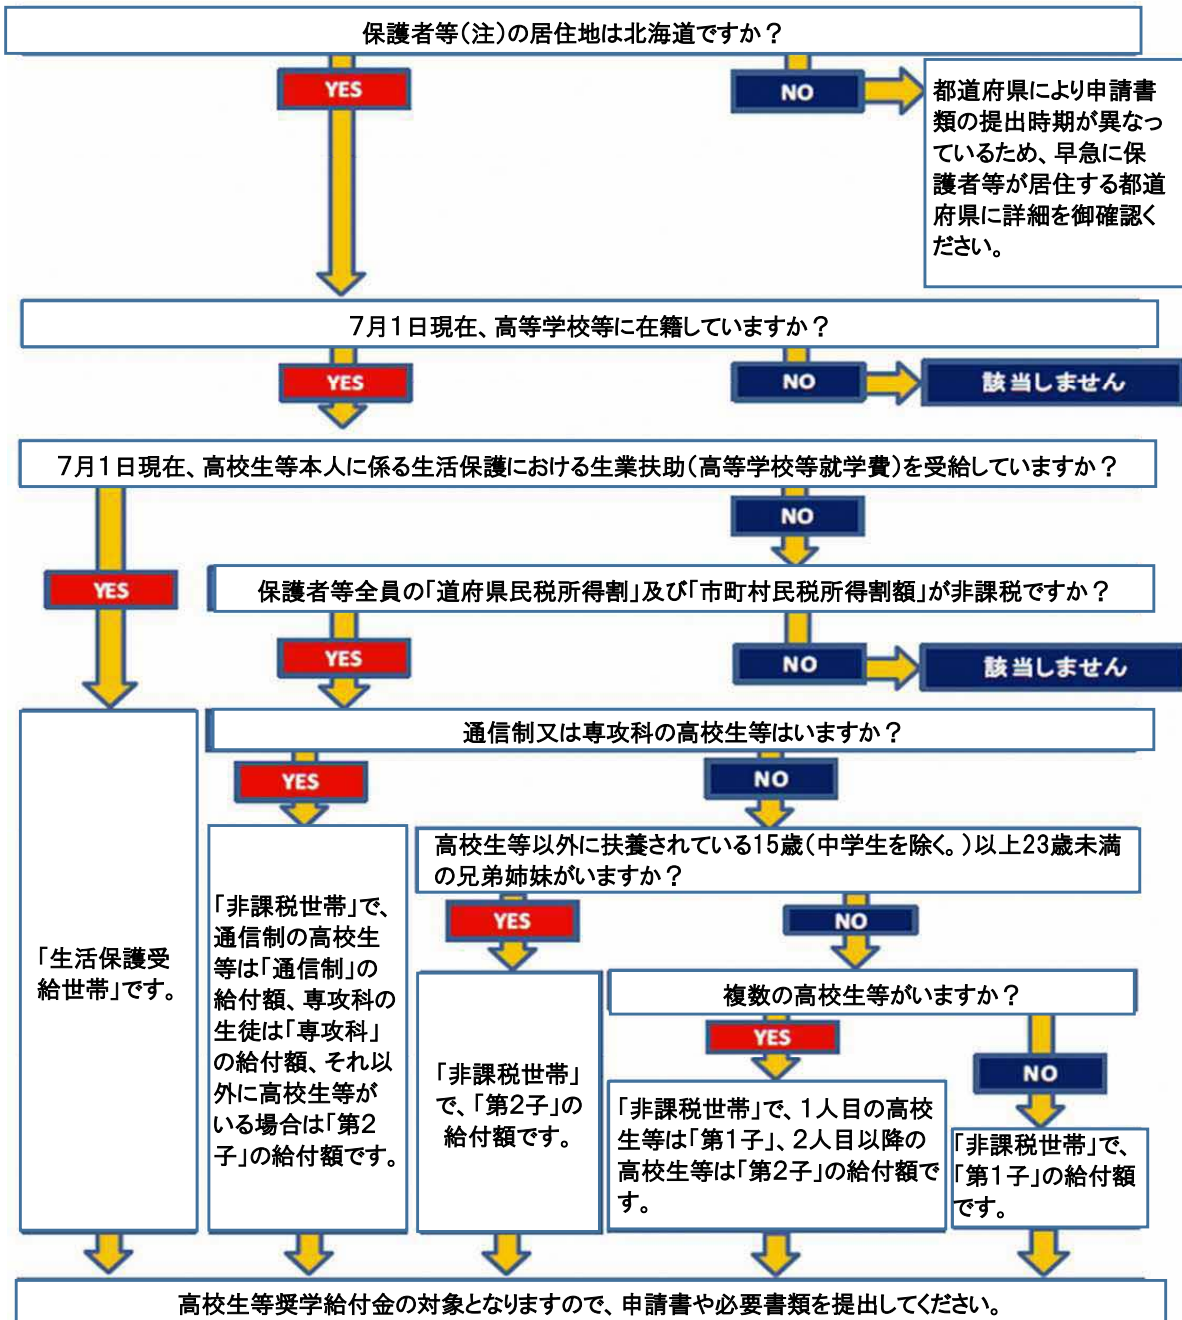 保護者等（注）の居住地は北海道ですか？
YES
NO
都道府県により申請書
類の提出時期が異なっ
ているため、早急に保
護者等が居住する都道
府県に詳細を御確認く
ださい。
7月1日現在、高等学校等に在籍していますか？
YES
NO
該当しません
7月1日現在、高校生等本人に係る生活保護における生業扶助（高等学校等就学費）を受給していますか？
NO
YES
保護者等全員の「道府県民税所得割」及び「市町村民税所得割額」が非課税ですか？
YES
NO
該当しません
通信制又は専攻科の高校生等はいますか？
YES
NO
高校生等以外に扶養されている15歳（中学生を除く。）以上23歳未満
の兄弟姉妹がいますか？
YES
NO
「生活保護受
給世帯」です。
「非課税世帯」で、
通信制の高校生
等は「通信制」の
給付額、専攻科の
生徒は「専攻科」
の給付額、それ以
外に高校生等が
いる場合は「第2
子」の給付額です。
複数の高校生等がいますか？
YES
NO
「非課税世帯」
で、「第2子」の
給付額です。
「非課税世帯」で、1人目の高校
生等は「第1子」、2人目以降の
高校生等は「第2子」の給付額で
す。
「非課税世帯」で、
「第1子」の給付額
です。
高校生等奨学給付金の対象となりますので、申請書や必要書類を提出してください。